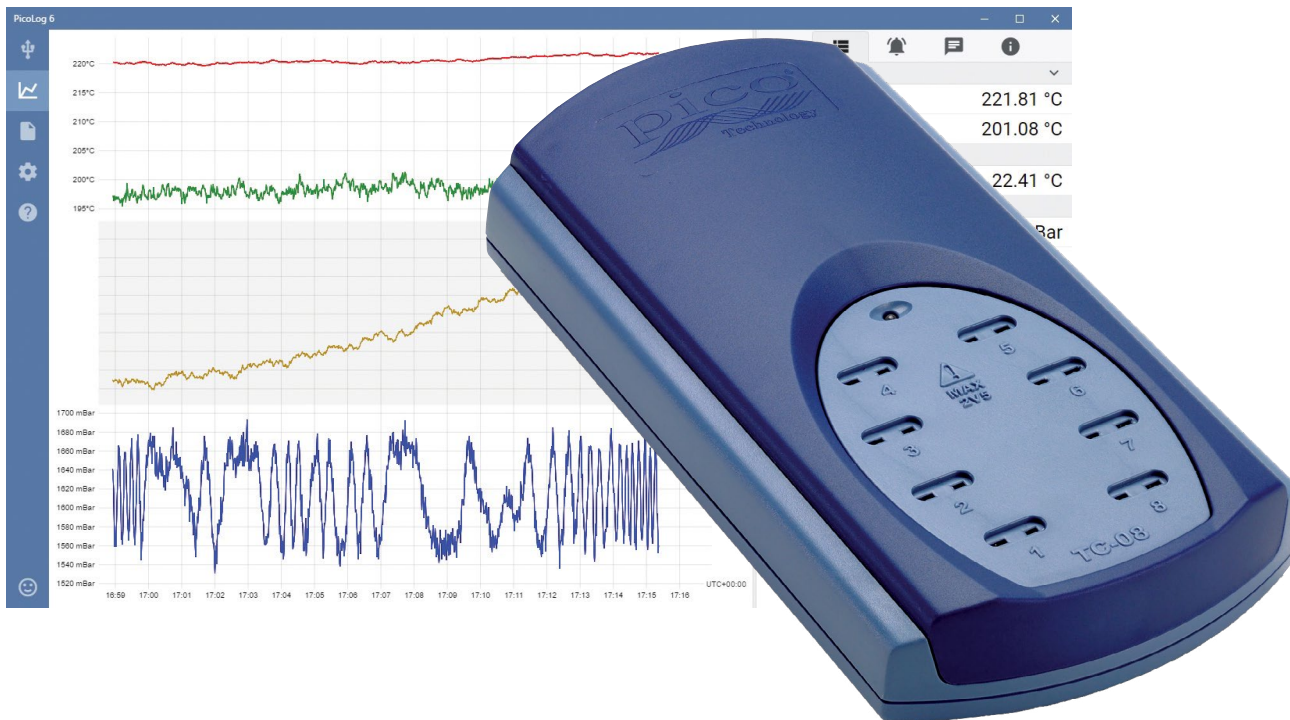 PicoLog 6
220°C
215°C
210°C
205°C
200°C
195°C
1700 mBar
1680 mBar
1660 mBar
1640 mBar
1620 mBar
1600 mBar
1580 mBar
1560 mBar
1540 mBar
1520 mBar
16:59 17:00 17:01 17:02 17:03 17:04 17:05 17:06 17:07 17:08 17:09 17:10 17:11 17:12 17:13 17:14 17:15 17:16
UTC+00:00
221.81 °C
201.08 °C
22.41 °C
Bar
pico
Technology
5
4
6
MAX
2V5
3
7
2
8
1
TC-08